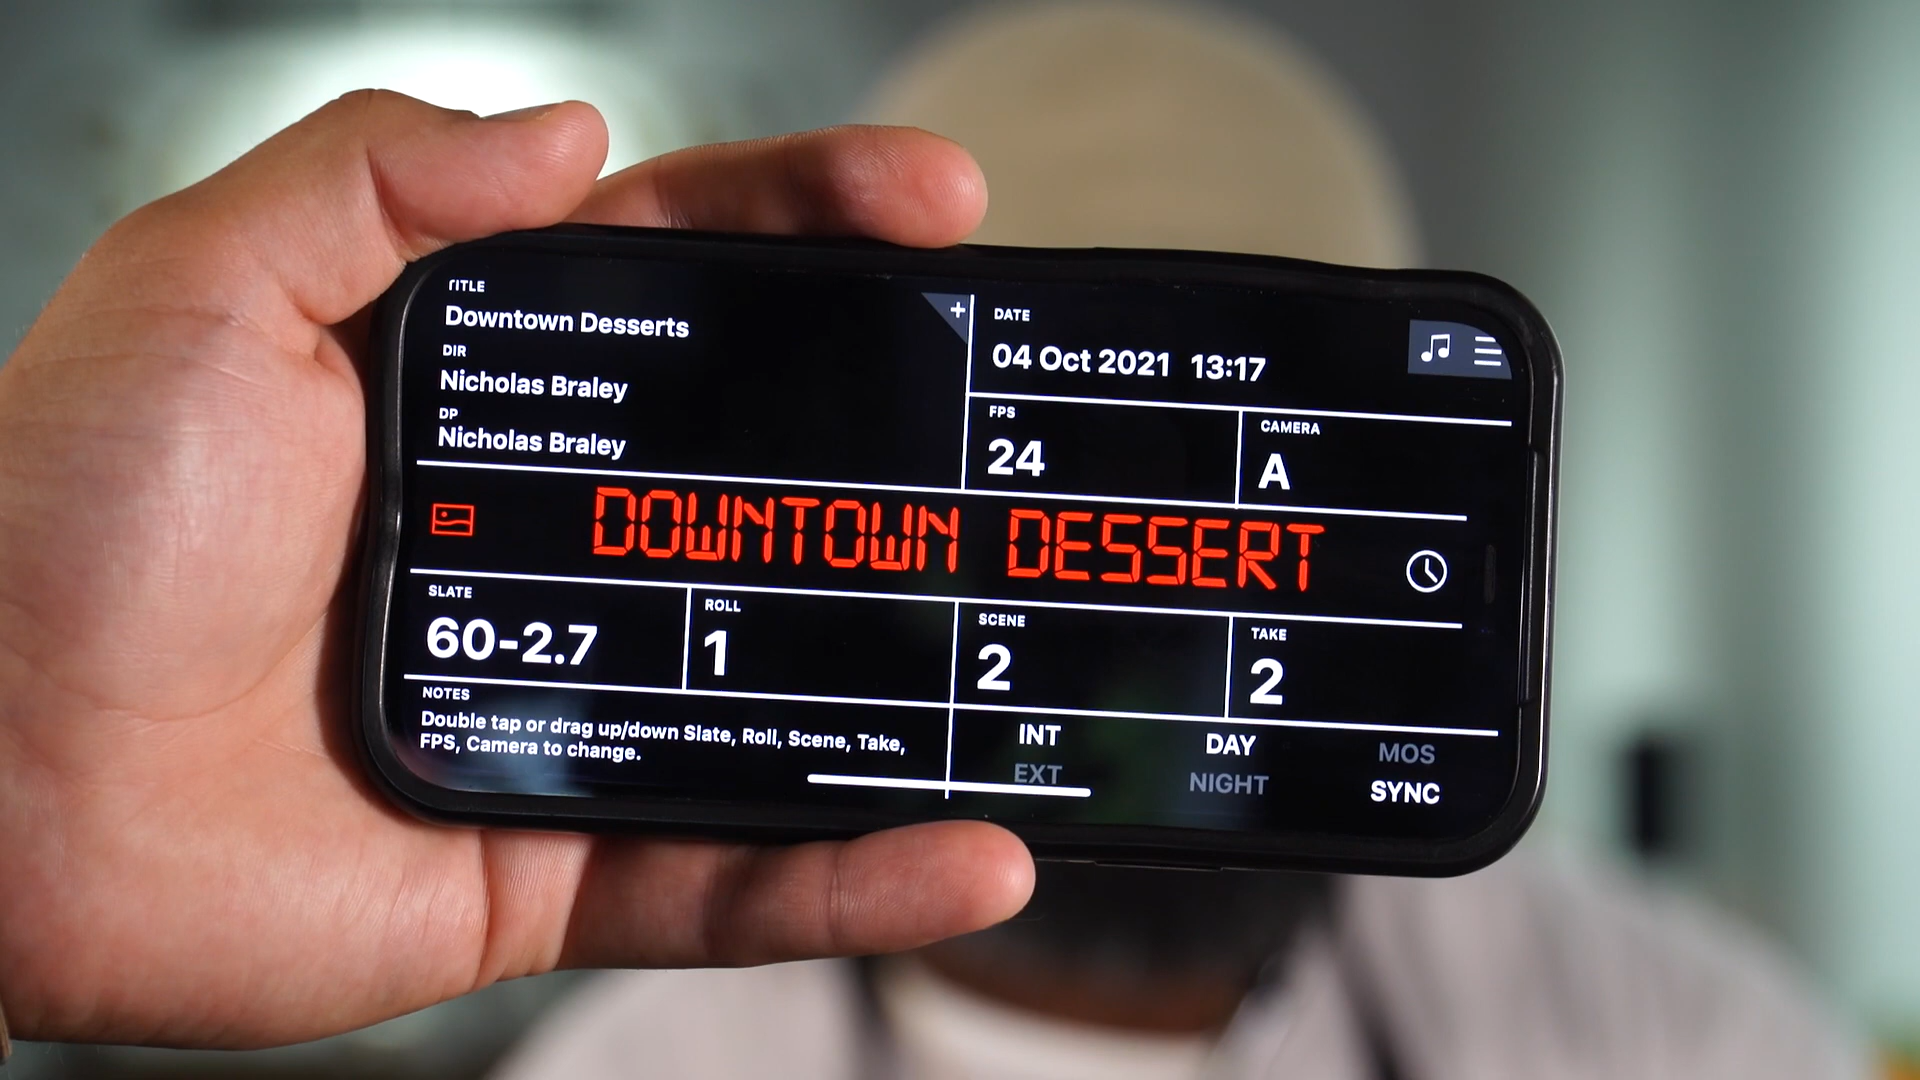 TITLE
Downtown Desserts
DIR
Nicholas Braley
DP
Nicholas Braley
DATE
04 Oct 2021 13:17
FPS
24
CAMERA
A
DOWNTOWN DESSERT
SLATE
60-2.7
ROLL
1
SCENE
2
TAKE
2
NOTES
Double tap or drag up/down Slate, Roll, Scene, Take,
FPS, Camera to change.
INT
EXT
DAY
NIGHT
MOS
SYNC